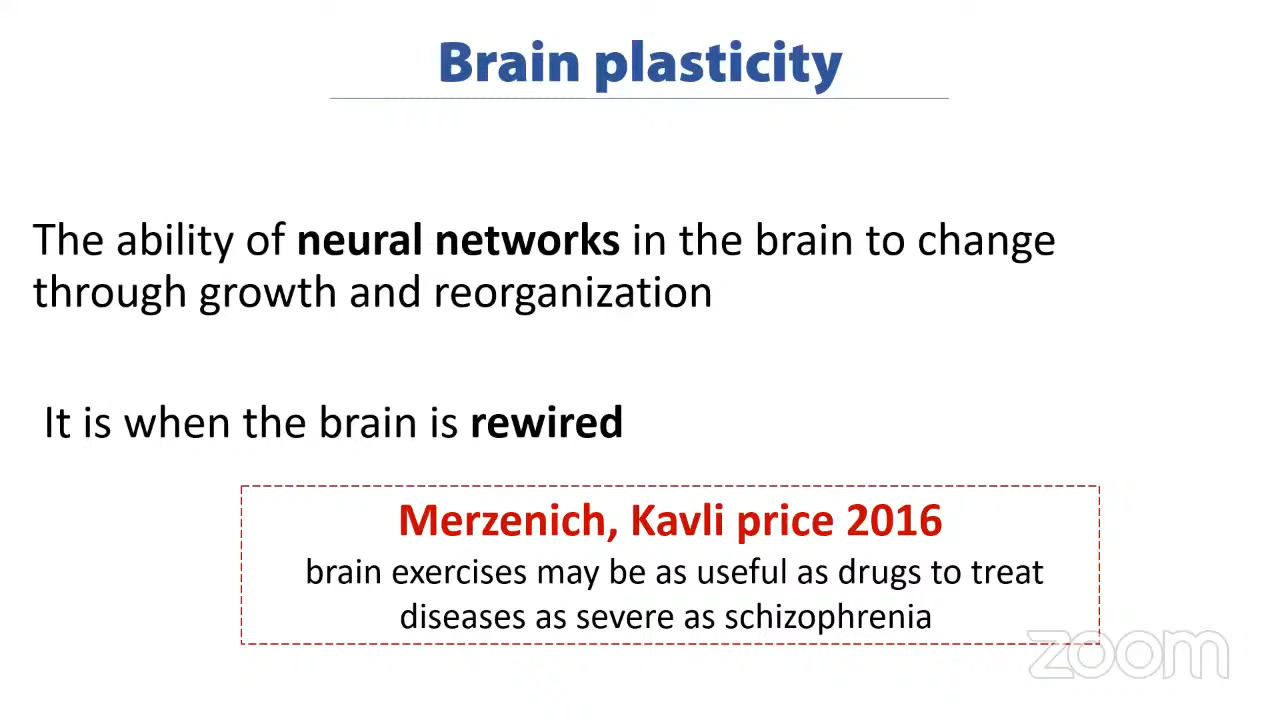 Brain plasticity
The ability of neural networks in the brain to change
through growth and reorganization
It is when the brain is rewired
Merzenich, Kavli price 2016
brain exercises may be as useful as drugs to treat
diseases as severe as schizophrenia
zoom